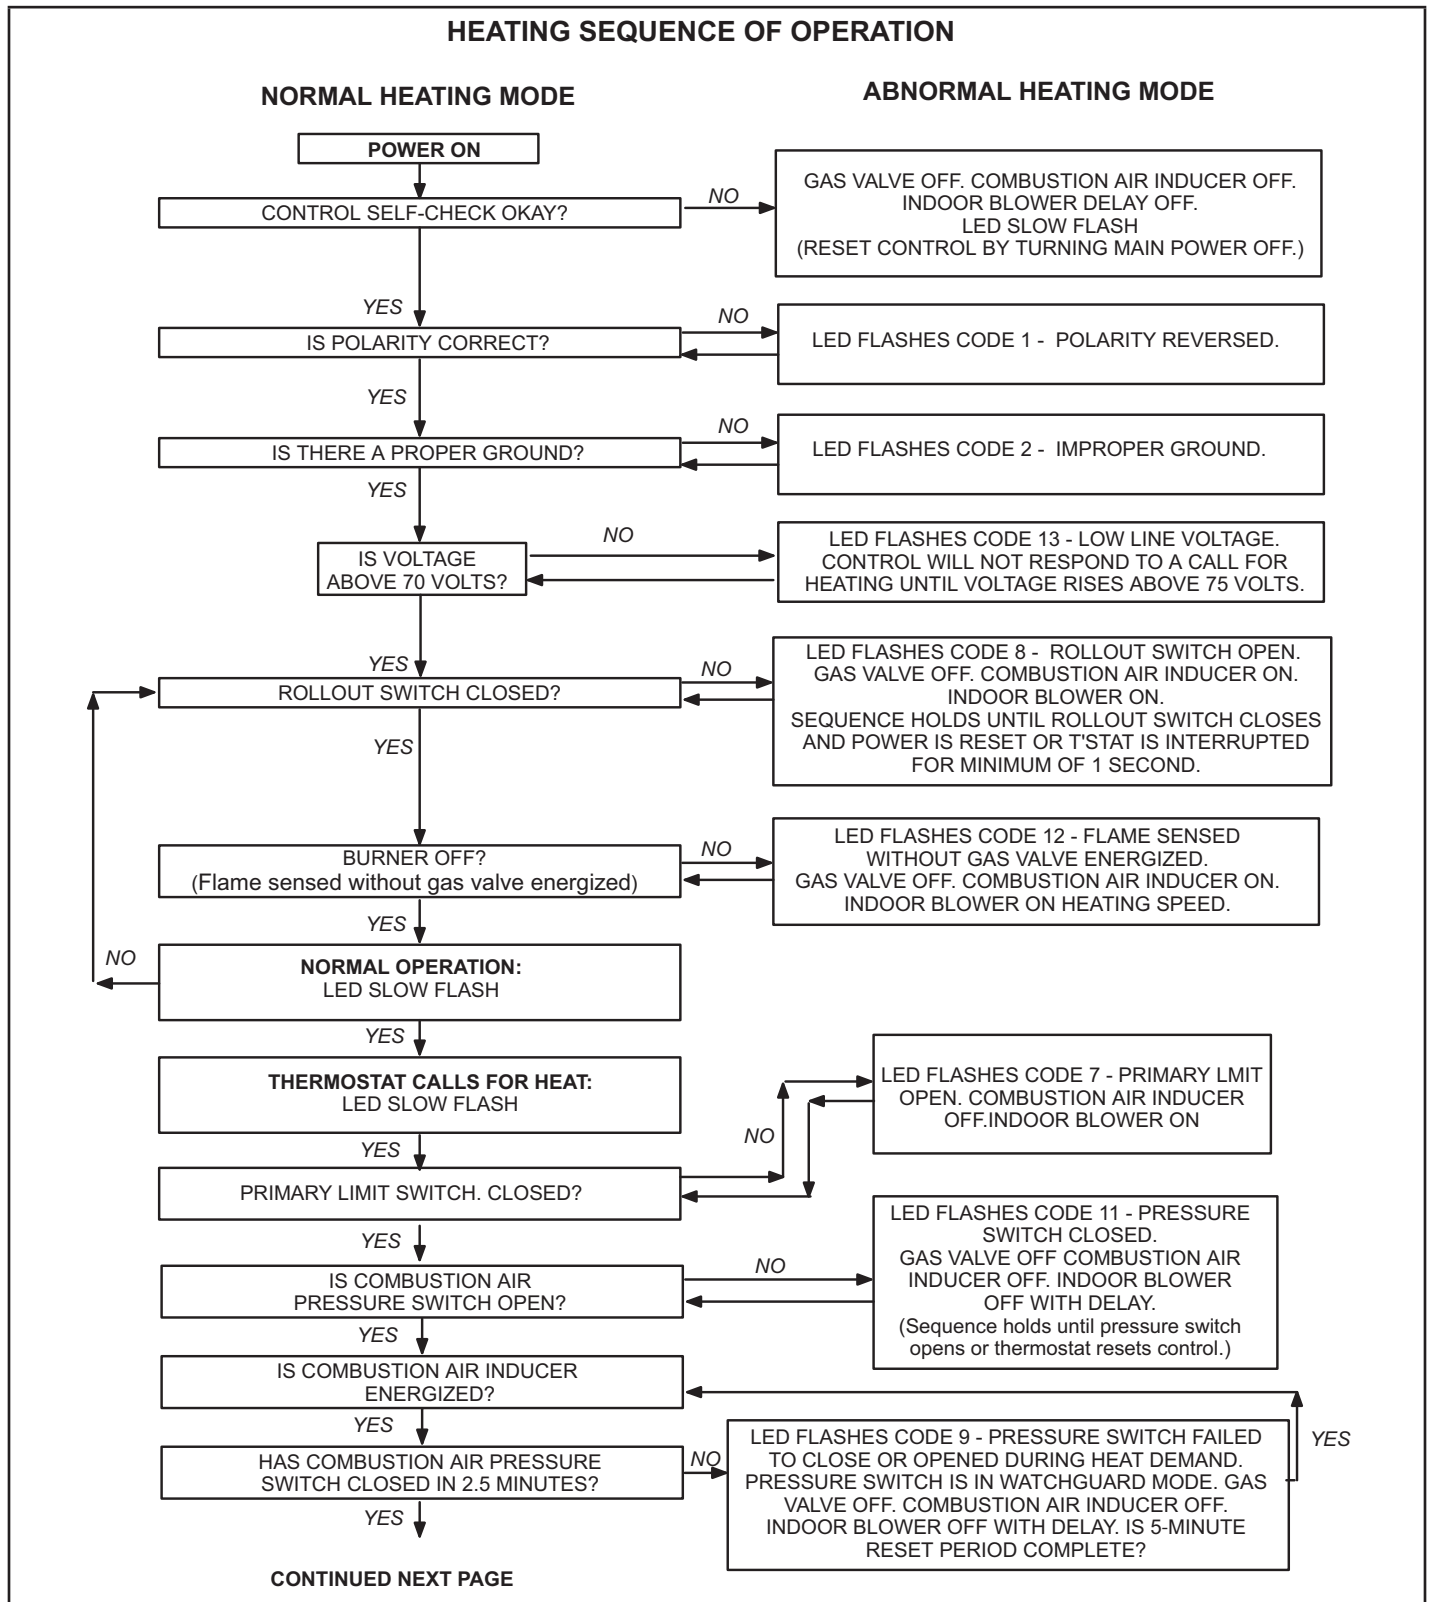 HEATING SEQUENCE OF OPERATION
NORMAL HEATING MODE
ABNORMAL HEATING MODE
POWER ON
CONTROL SELF-CHECK OKAY?
NO
GAS VALVE OFF. COMBUSTION AIR INDUCER OFF.
INDOOR BLOWER DELAY OFF.
LED SLOW FLASH
(RESET CONTROL BY TURNING MAIN POWER OFF.)
YES
IS POLARITY CORRECT?
NO
LED FLASHES CODE 1 - POLARITY REVERSED.
YES
IS THERE A PROPER GROUND?
NO
LED FLASHES CODE 2 - IMPROPER GROUND.
YES
IS VOLTAGE
ABOVE 70 VOLTS?
NO
LED FLASHES CODE 13 - LOW LINE VOLTAGE.
CONTROL WILL NOT RESPOND TO A CALL FOR
HEATING UNTIL VOLTAGE RISES ABOVE 75 VOLTS.
YES
ROLLOUT SWITCH CLOSED?
NO
LED FLASHES CODE 8 - ROLLOUT SWITCH OPEN.
GAS VALVE OFF. COMBUSTION AIR INDUCER ON.
INDOOR BLOWER ON.
SEQUENCE HOLDS UNTIL ROLLOUT SWITCH CLOSES
AND POWER IS RESET OR T'STAT IS INTERRUPTED
FOR MINIMUM OF 1 SECOND.
YES
BURNER OFF?
(Flame sensed without gas valve energized)
NO
LED FLASHES CODE 12 - FLAME SENSED
WITHOUT GAS VALVE ENERGIZED.
GAS VALVE OFF. COMBUSTION AIR INDUCER ON.
INDOOR BLOWER ON HEATING SPEED.
YES
NO
NORMAL OPERATION:
LED SLOW FLASH
YES
THERMOSTAT CALLS FOR HEAT:
LED SLOW FLASH
YES
PRIMARY LIMIT SWITCH. CLOSED?
NO
LED FLASHES CODE 7 - PRIMARY LMIT
OPEN. COMBUSTION AIR INDUCER
OFF.INDOOR BLOWER ON
YES
IS COMBUSTION AIR
PRESSURE SWITCH OPEN?
NO
LED FLASHES CODE 11 - PRESSURE
SWITCH CLOSED.
GAS VALVE OFF COMBUSTION AIR
INDUCER OFF. INDOOR BLOWER
OFF WITH DELAY.
(Sequence holds until pressure switch
opens or thermostat resets control.)
YES
IS COMBUSTION AIR INDUCER
ENERGIZED?
YES
HAS COMBUSTION AIR PRESSURE
SWITCH CLOSED IN 2.5 MINUTES?
NO
LED FLASHES CODE 9 - PRESSURE SWITCH FAILED
TO CLOSE OR OPENED DURING HEAT DEMAND.
PRESSURE SWITCH IS IN WATCHGUARD MODE. GAS
VALVE OFF. COMBUSTION AIR INDUCER OFF.
INDOOR BLOWER OFF WITH DELAY. IS 5-MINUTE
RESET PERIOD COMPLETE?
YES
YES
CONTINUED NEXT PAGE